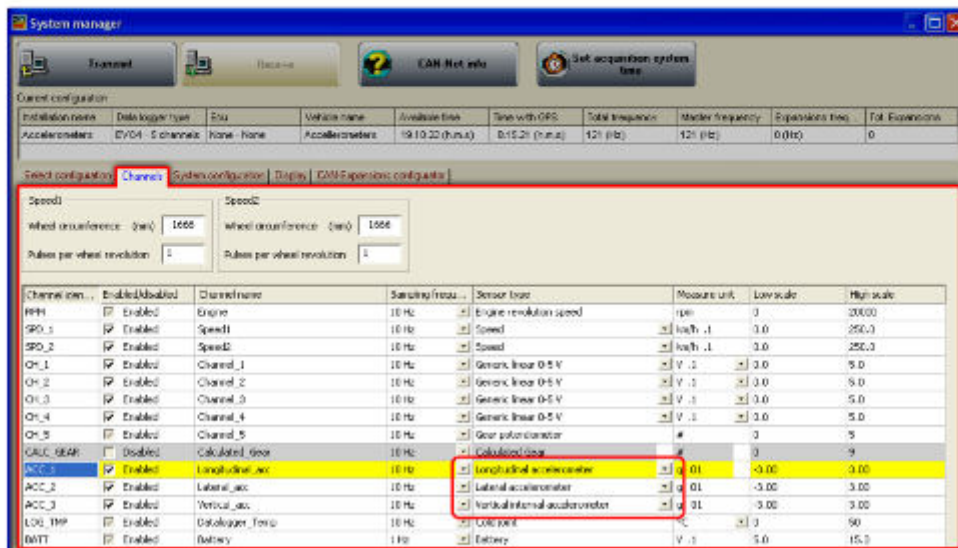 System manager
Transmit Receive CAN-Net info Set acquisition system time
Current configuration
Installation name Data logger type Ecu Vehicle name Available time Time with GPS Total frequency Master frequency Expansions freq. Tot. Expansions
Accelerometers EVO4 - 5 channels None - None Accellerometers 121 (Hz) 121 (Hz) 0 (Hz) 0
Select configuration Channels System configuration Display CAN-Expansions configurator
Speed1 Speed2
Wheel circumference (mm) 1666 Wheel circumference (mm) 1666
Pulses per wheel revolution 1 Pulses per wheel revolution 1
Channel iden... Enabled/disabled Channel name Sampling frequ... Sensor type Measure unit Low scale High scale
RPM Enabled Engine 10 Hz Engine revolution speed rpm 0 20000
SPD_1 Enabled Speed1 10 Hz Speed km/h .1 0.0 250.0
SPD_2 Enabled Speed2 10 Hz Speed km/h .1 0.0 250.0
CH_1 Enabled Channel_1 10 Hz Generic linear 0-5 V V .1 0.0 5.0
CH_2 Enabled Channel_2 10 Hz Generic linear 0-5 V V .1 0.0 5.0
CH_3 Enabled Channel_3 10 Hz Generic linear 0-5 V V .1 0.0 5.0
CH_4 Enabled Channel_4 10 Hz Generic linear 0-5 V V .1 0.0 5.0
CH_5 Enabled Channel_5 10 Hz Gear potentiometer # 0 5
CALC_GEAR Disabled Calculated_Gear 10 Hz Calculated Gear # 0 9
ACC_1 Enabled Longitudinal_acc 10 Hz Longitudinal accelerometer g .01 -3.00 3.00
ACC_2 Enabled Lateral_acc 10 Hz Lateral accelerometer g .01 -3.00 3.00
ACC_3 Enabled Vertical_acc 10 Hz Vertical internal accelerometer g .01 -3.00 3.00
LOG_TMP Enabled Datalogger_Temp 10 Hz Cold joint °C 0 50
BATT Enabled Battery 1 Hz Battery V .1 5.0 15.0